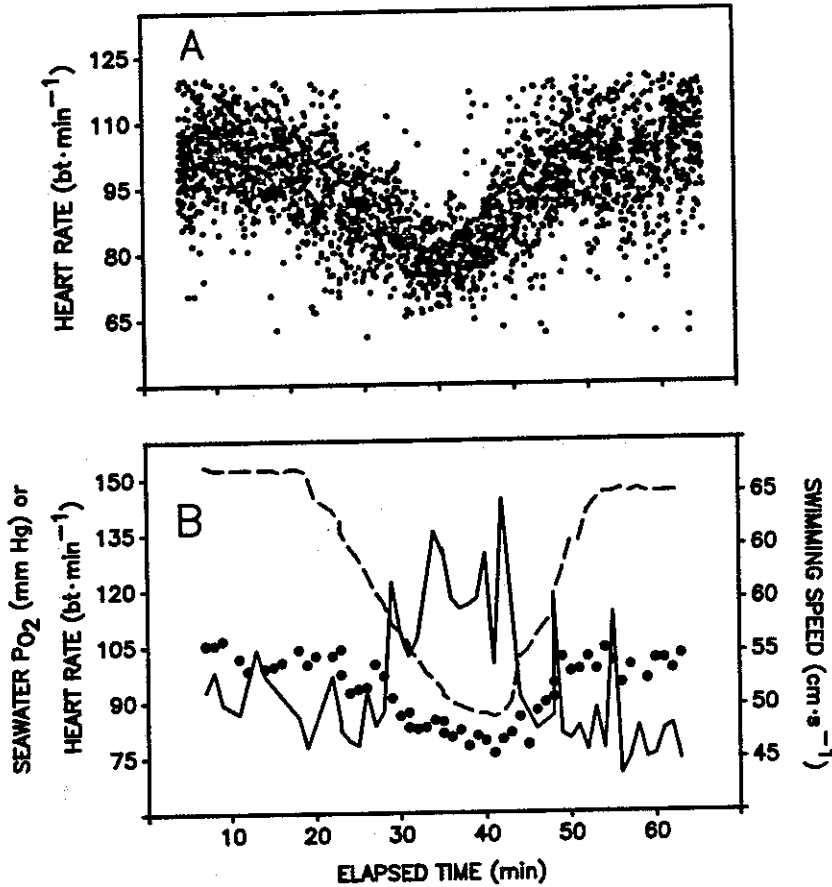 A
125
110
95
80
65
HEART RATE (bt·min⁻¹)
B
150
135
120
105
90
75
SEAWATER PO₂ (mm Hg) or
HEART RATE (bt·min⁻¹)
65
60
55
50
45
SWIMMING SPEED
(cm·s⁻¹)
10 20 30 40 50 60
ELAPSED TIME (min)